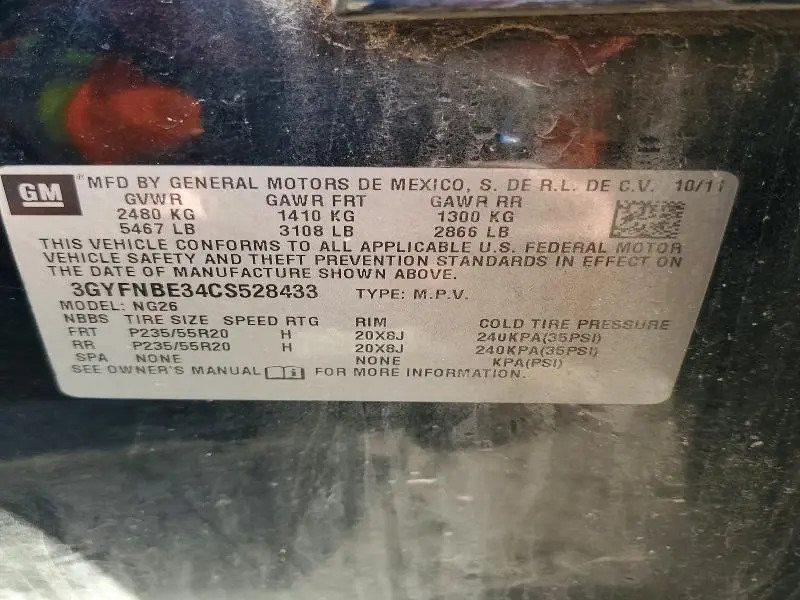 GM ® MFD BY GENERAL MOTORS DE MEXICO, S. DE R.L. DE C.V. 10/11
GVWR GAWR FRT GAWR RR
2480 KG 1410 KG 1300 KG
5467 LB 3108 LB 2866 LB
THIS VEHICLE CONFORMS TO ALL APPLICABLE U.S. FEDERAL MOTOR
VEHICLE SAFETY AND THEFT PREVENTION STANDARDS IN EFFECT ON
THE DATE OF MANUFACTURE SHOWN ABOVE.
3GYFNBE34CS528433 TYPE: M.P.V.
MODEL: NG26
NBBS TIRE SIZE SPEED RTG RIM COLD TIRE PRESSURE
FRT P235/55R20 H 20X8J 240KPA(35PSI)
RR P235/55R20 H 20X8J 240KPA(35PSI)
SPA NONE NONE KPA(PSI)
SEE OWNER'S MANUAL FOR MORE INFORMATION.